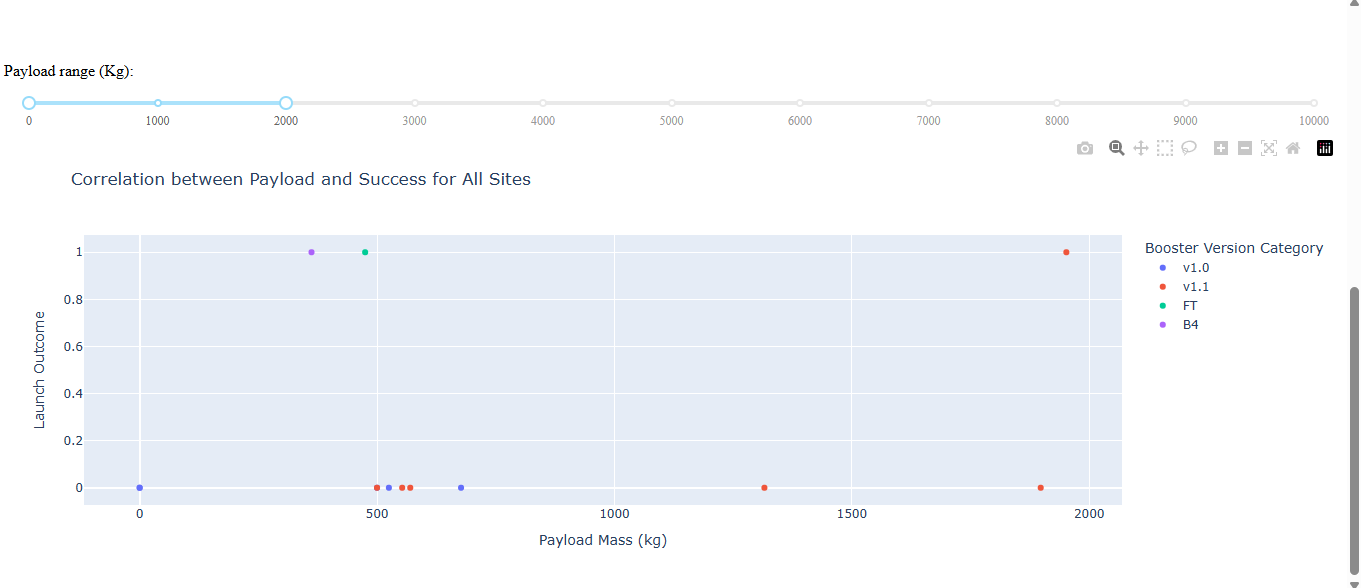 Payload range (Kg):
0 1000 2000 3000 4000 5000 6000 7000 8000 9000 10000
Correlation between Payload and Success for All Sites
Booster Version Category
v1.0
v1.1
FT
B4
Launch Outcome
1
0.8
0.6
0.4
0.2
0
0 500 1000 1500 2000
Payload Mass (kg)